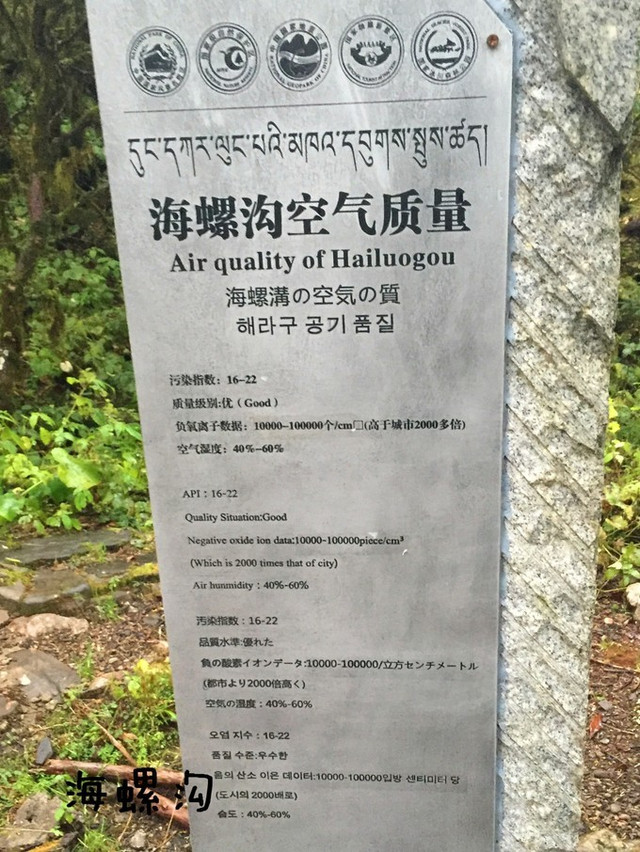 NATIONAL GEOPARK OF CHINA
དུང་དཀར་ལུང་པའི་མཁའ་དབུགས་སྤུས་ཚད།
海螺沟空气质量
Air quality of Hailuogou
海螺溝の空気の質
해라구 공기 품질
污染指数：16-22
质量级别:优（Good）
负氧离子数据：10000-100000个/cm□(高于城市2000多倍)
空气湿度：40%-60%
API：16-22
Quality Situation:Good
Negative oxide ion data:10000-100000piece/cm³
(Which is 2000 times that of city)
Air hunmidity：40%-60%
汚染指数：16-22
品質水準:優れた
負の酸素イオンデータ:10000-100000/立方センチメートル
(都市より2000倍高く)
空気の湿度：40%-60%
오염 지수：16-22
품질 수준:우수한
음의 산소 이온 데이터:10000-100000입방 센티미터 당
(도시의 2000배로)
습도：40%-60%
海螺沟